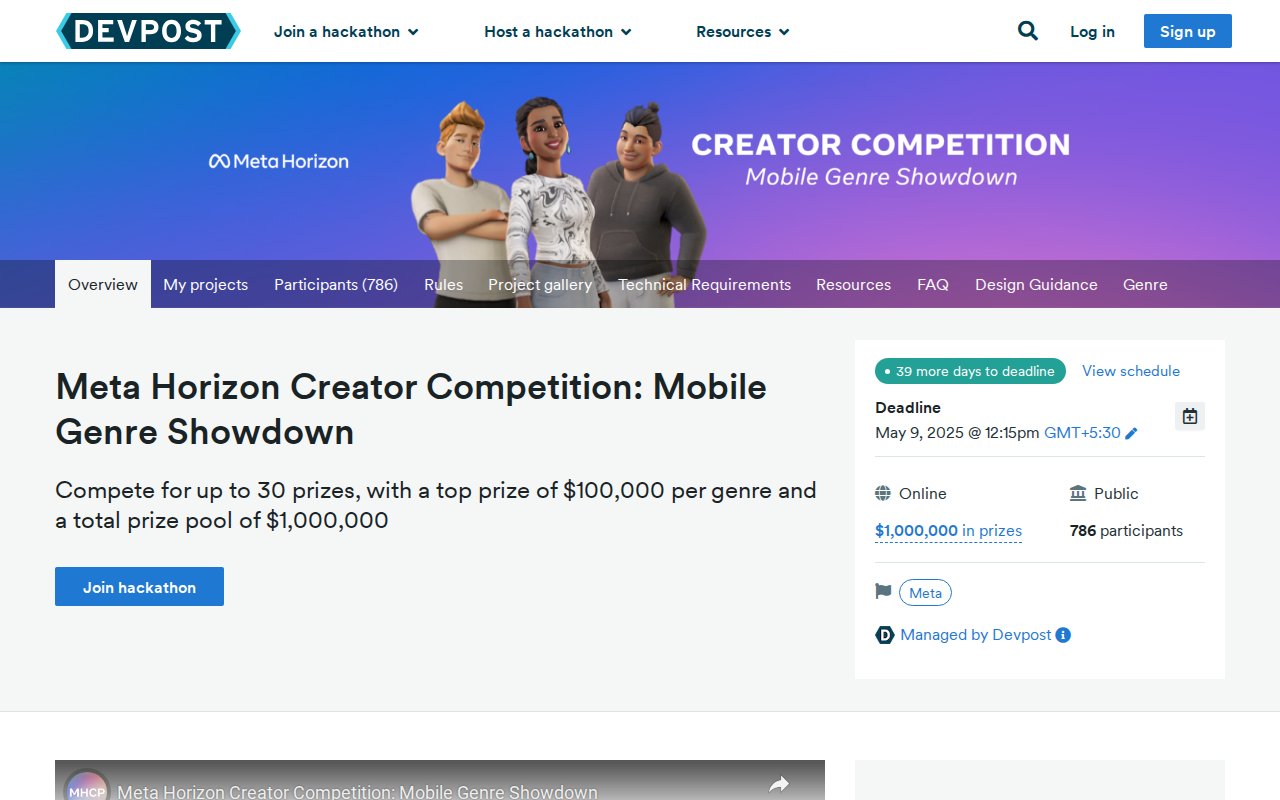 DEVPOST
Join a hackathon
Host a hackathon
Resources
Log in
Sign up
Meta Horizon
CREATOR COMPETITION
Mobile Genre Showdown
Overview
My projects
Participants (786)
Rules
Project gallery
Technical Requirements
Resources
FAQ
Design Guidance
Genre
Meta Horizon Creator Competition: Mobile
Genre Showdown
Compete for up to 30 prizes, with a top prize of $100,000 per genre and
a total prize pool of $1,000,000
Join hackathon
39 more days to deadline
View schedule
Deadline
May 9, 2025 @ 12:15pm GMT+5:30
Online
Public
$1,000,000 in prizes
786 participants
Meta
D Managed by Devpost
MHCP
Meta Horizon Creator Competition: Mobile Genre Showdown